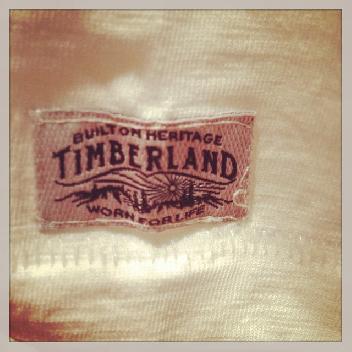 BUILT ON HERITAGE
TIMBERLAND
WORN FOR LIFE